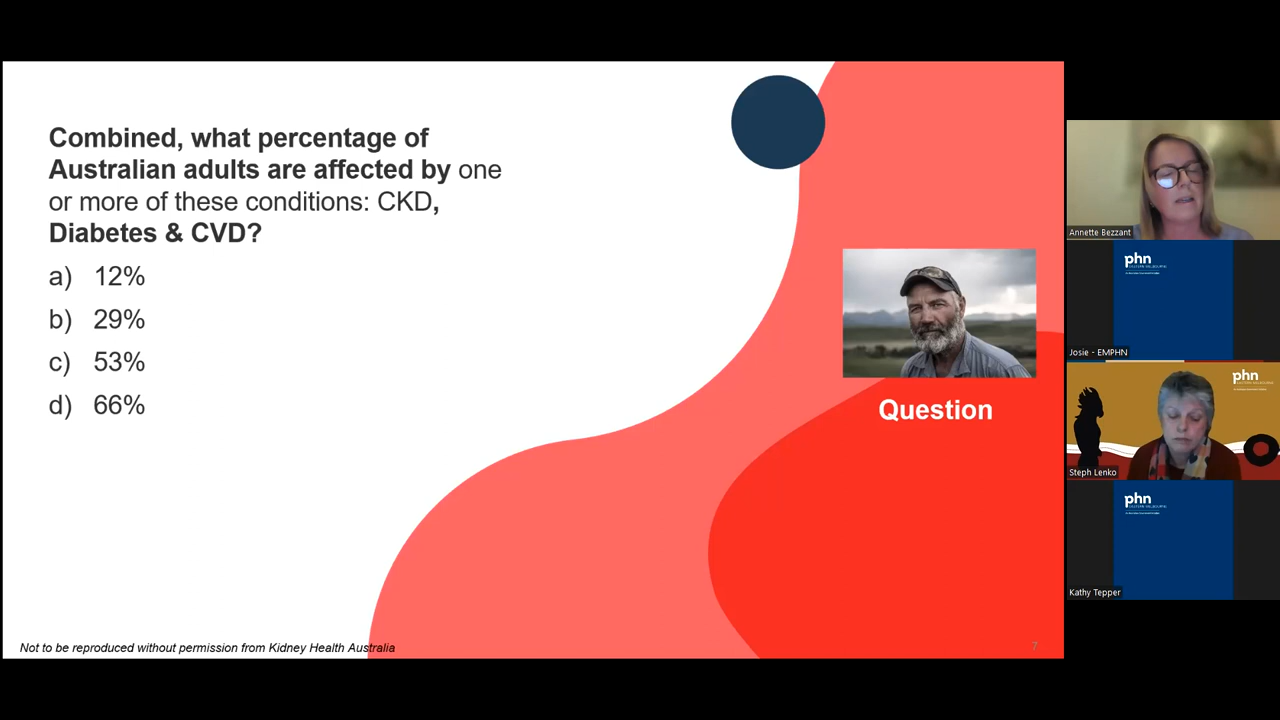 Combined, what percentage of
Australian adults are affected by one
or more of these conditions: CKD,
Diabetes & CVD?
a) 12%
b) 29%
c) 53%
d) 66%
Question
Not to be reproduced without permission from Kidney Health Australia
7
Annette Bezzant
phn
Josie - EMPHN
phn
Steph Lenko
phn
Kathy Tepper